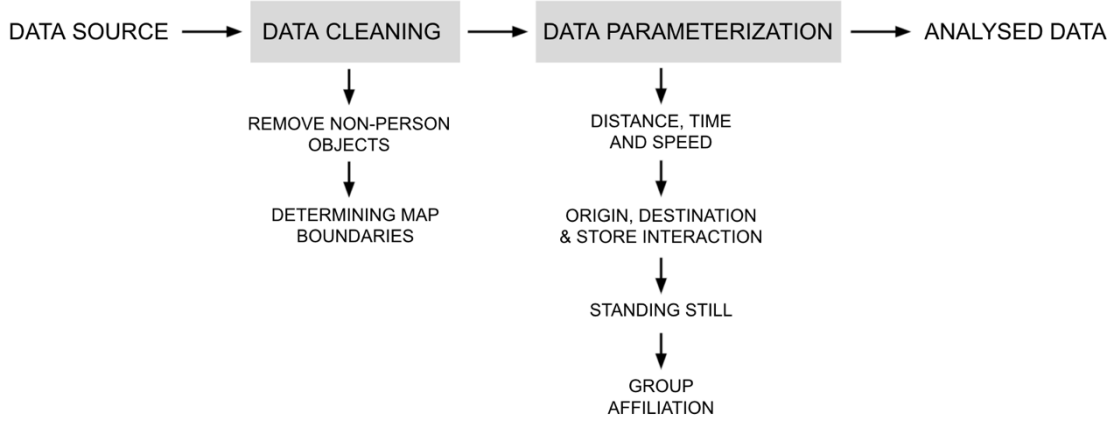 DATA SOURCE
DATA CLEANING
DATA PARAMETERIZATION
ANALYSED DATA
REMOVE NON-PERSON
OBJECTS
DETERMINING MAP
BOUNDARIES
DISTANCE, TIME
AND SPEED
ORIGIN, DESTINATION
& STORE INTERACTION
STANDING STILL
GROUP
AFFILIATION